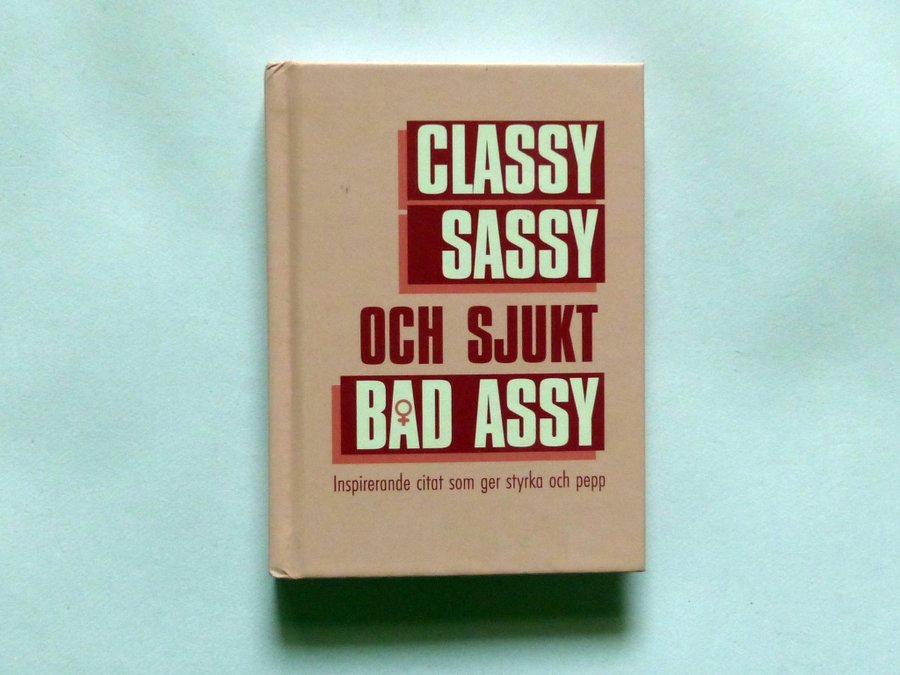 CLASSY
SASSY
OCH SJUKT
BAD ASSY
Inspirerande citat som ger styrka och pepp